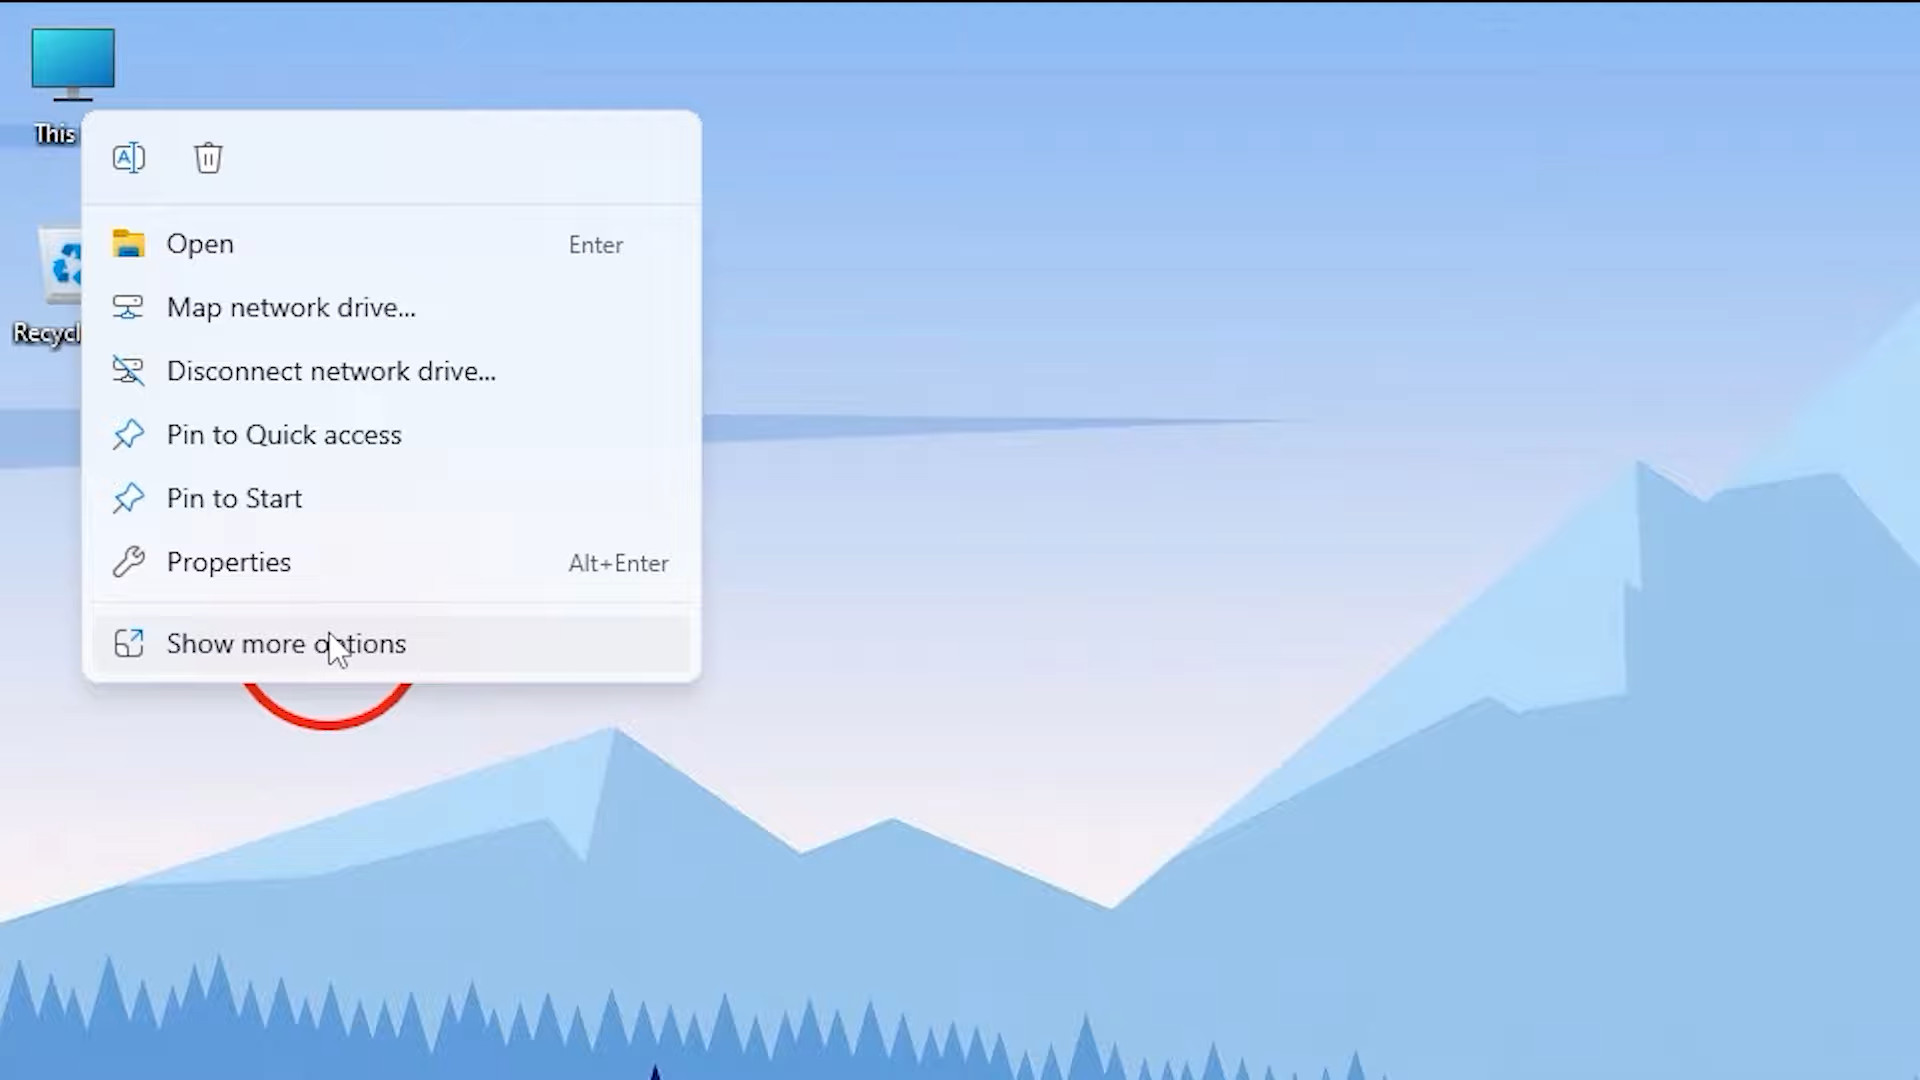 This
Open Enter
Map network drive...
Recycl
Disconnect network drive...
Pin to Quick access
Pin to Start
Properties Alt+Enter
Show more options